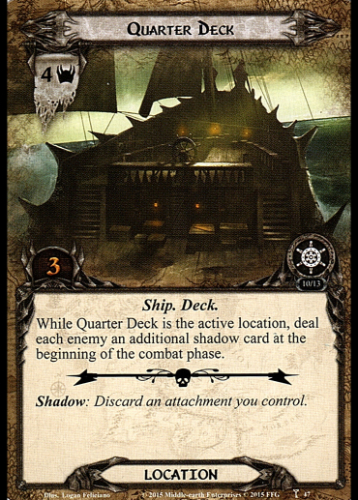 QUARTER DECK
4
3
10/13
Ship. Deck.
While Quarter Deck is the active location, deal
each enemy an additional shadow card at the
beginning of the combat phase.
Shadow: Discard an attachment you control.
Illus. Logan Feliciano © 2015 Middle-earth Enterprises © 2015 FFG 47
LOCATION